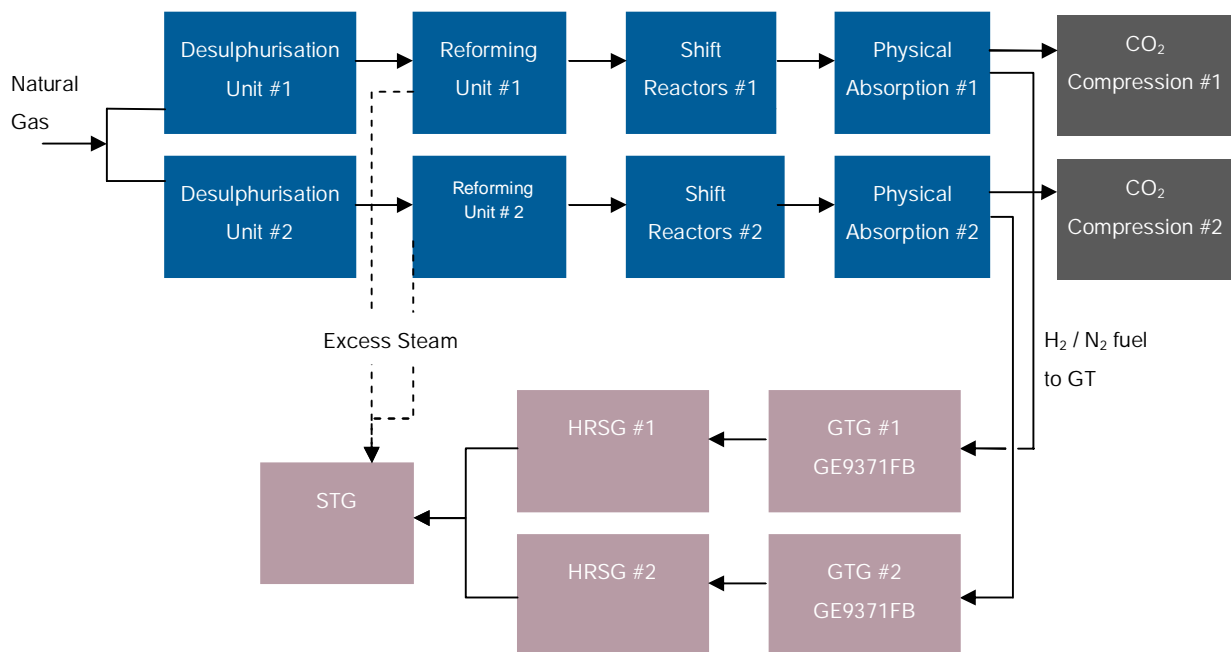 Natural
Gas
Desulphurisation
Unit #1
Reforming
Unit #1
Shift
Reactors #1
Physical
Absorption #1
CO₂
Compression #1
Desulphurisation
Unit #2
Reforming
Unit # 2
Shift
Reactors #2
Physical
Absorption #2
CO₂
Compression #2
Excess Steam
H₂ / N₂ fuel
to GT
HRSG #1
GTG #1
GE9371FB
STG
HRSG #2
GTG #2
GE9371FB